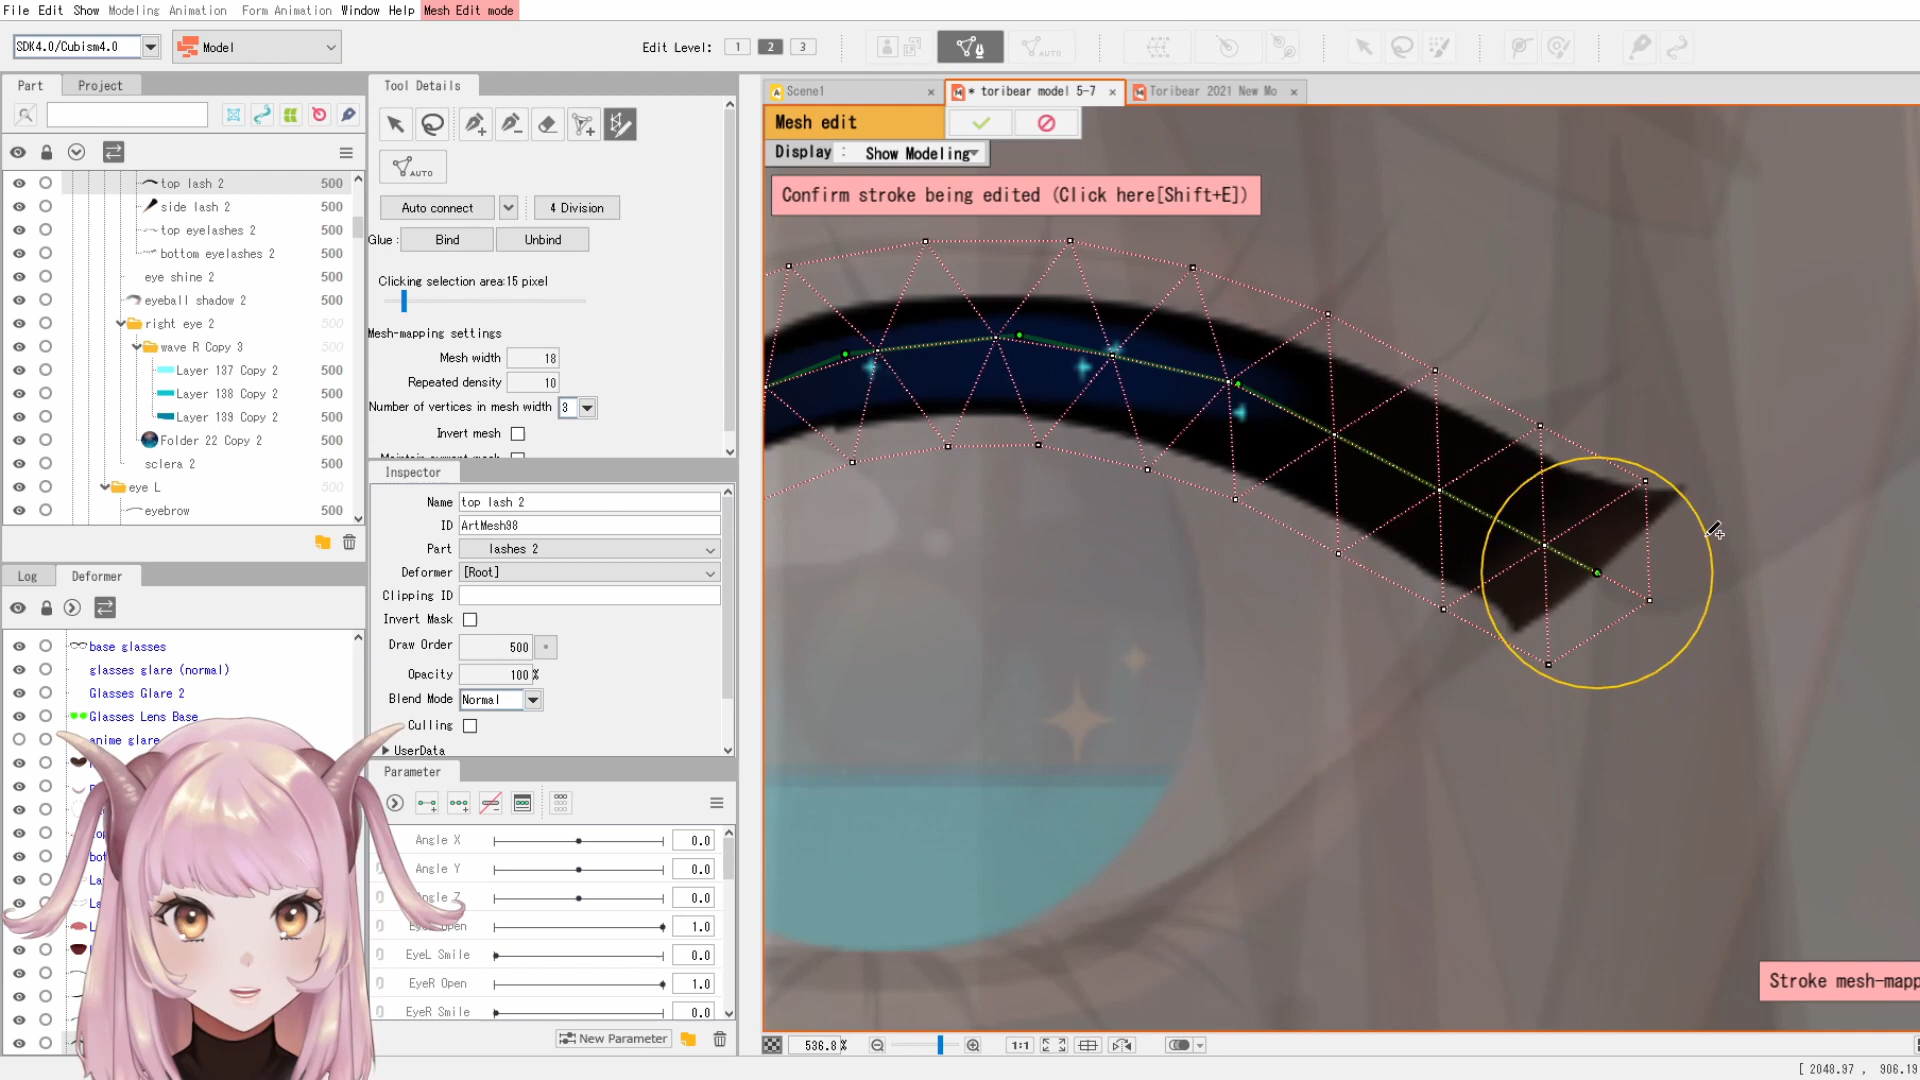 File Edit Show Modeling Animation Form Animation Window Help Mesh Edit mode
SDK4.0/Cubism4.0
Model
Edit Level: 1 2 3
AUTO
Part Project
Tool Details
Scene1
* toribear model 5-7
Toribear 2021 New Mo
Mesh edit
Display : Show Modeling
Confirm stroke being edited (Click here[Shift+E])
top lash 2 500
side lash 2 500
top eyelashes 2 500
bottom eyelashes 2 500
eye shine 2 500
eyeball shadow 2 500
right eye 2 500
wave R Copy 3 500
Layer 137 Copy 2 500
Layer 138 Copy 2 500
Layer 139 Copy 2 500
Folder 22 Copy 2 500
sclera 2 500
eye L 500
eyebrow 500
AUTO
Auto connect
4 Division
Glue : Bind Unbind
Clicking selection area:15 pixel
Mesh-mapping settings
Mesh width 18
Repeated density 10
Number of vertices in mesh width 3
Invert mesh
Inspector
Name top lash 2
ID ArtMesh98
Part lashes 2
Deformer [Root]
Clipping ID
Invert Mask
Draw Order 500
Opacity 100 %
Blend Mode Normal
Culling
UserData
Log Deformer
base glasses
glasses glare (normal)
Glasses Glare 2
Glasses Lens Base
anime glare
Parameter
Angle X 0.0
Angle Y 0.0
ngle Z 0.0
Open 1.0
EyeL Smile 0.0
EyeR Open 1.0
EyeR Smile 0.0
New Parameter
Stroke mesh-mapp
536.8 %
1:1
[ 2048.97 , 906.19